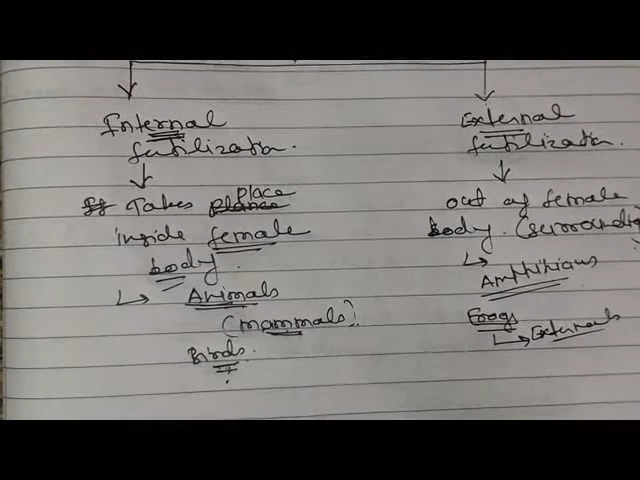 Internal
fertilization.
Takes place
inside female
body.
Animals
(mammals)
Birds.
External
fertilization.
out of female
body. (surroundig
Amphibians
Frogs
External